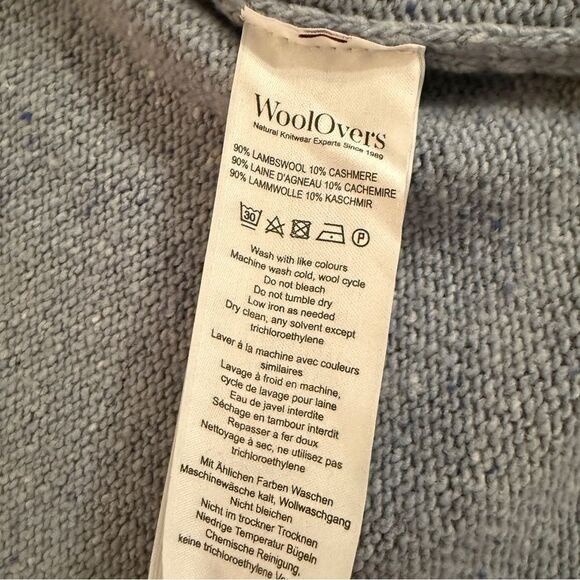 WoolOvers
Natural Knitwear Experts Since 1989
90% LAMBSWOOL 10% CASHMERE
90% LAINE D'AGNEAU 10% CACHEMIRE
90% LAMMWOLLE 10% KASCHMIR
30 P
Wash with like colours
Machine wash cold, wool cycle
Do not bleach
Do not tumble dry
Low iron as needed
Dry clean, any solvent except
trichloroethylene
Laver à la machine avec couleurs
similaires
Lavage à froid en machine,
cycle de lavage pour laine
Eau de javel interdite
Séchage en tambour interdit
Repasser a fer doux
Nettoyage à sec, ne utilisez pas
trichloroethylene
Mit Ählichen Farben Waschen
Maschinewäsche kalt, Wollwaschgang
Nicht bleichen
Nicht im trockner Trocknen
Niedrige Temperatur Bügeln
Chemische Reinigung,
keine trichloroethylene